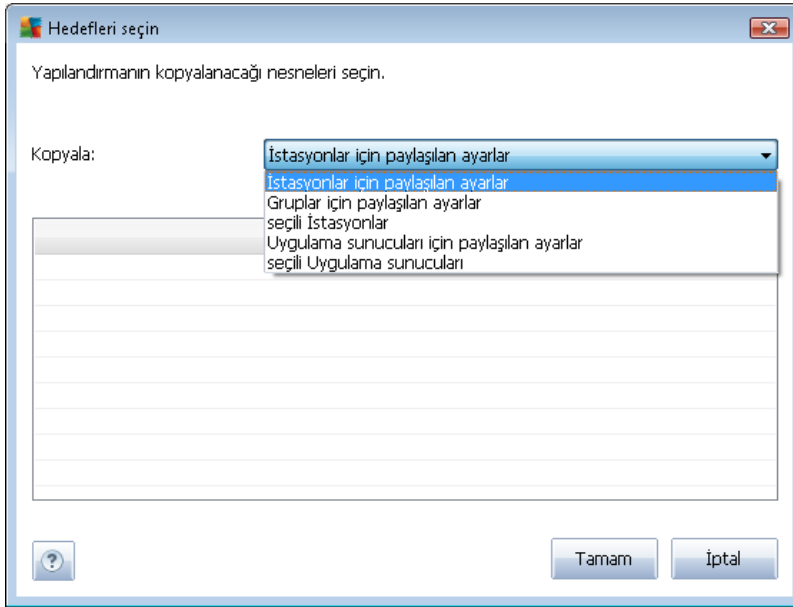 Hedefleri seçin
Yapılandırmanın kopyalanacağı nesneleri seçin.
Kopyala:
İstasyonlar için paylaşılan ayarlar
İstasyonlar için paylaşılan ayarlar
Gruplar için paylaşılan ayarlar
seçili İstasyonlar
Uygulama sunucuları için paylaşılan ayarlar
seçili Uygulama sunucuları
?
Tamam
İptal